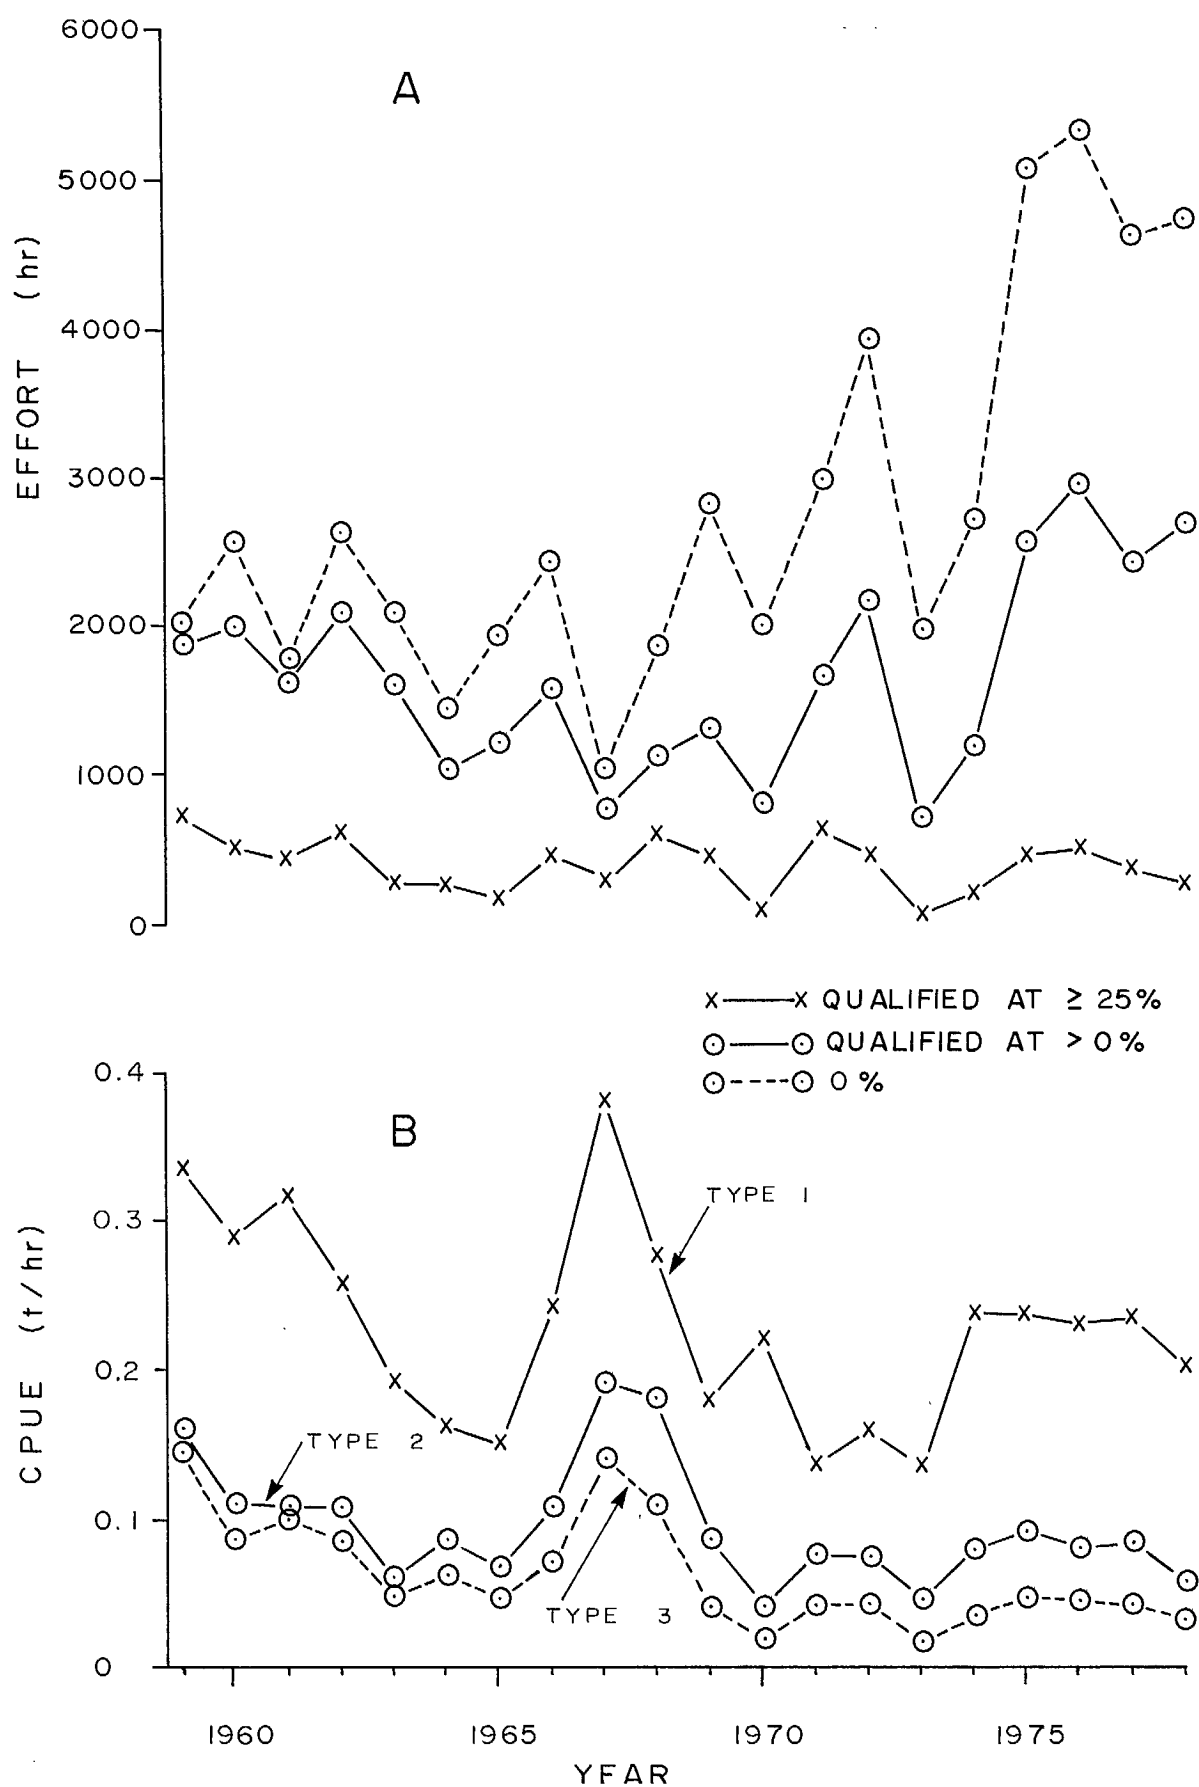 6000
A
5000
EFFORT (hr)
4000
3000
2000
1000
0
x x QUALIFIED AT ≥ 25%
QUALIFIED AT > 0%
0%
0.4
B
TYPE 1
0.3
CPUE (t/hr)
0.2
TYPE 2
0.1
TYPE 3
0
1960 1965 1970 1975
YFAR